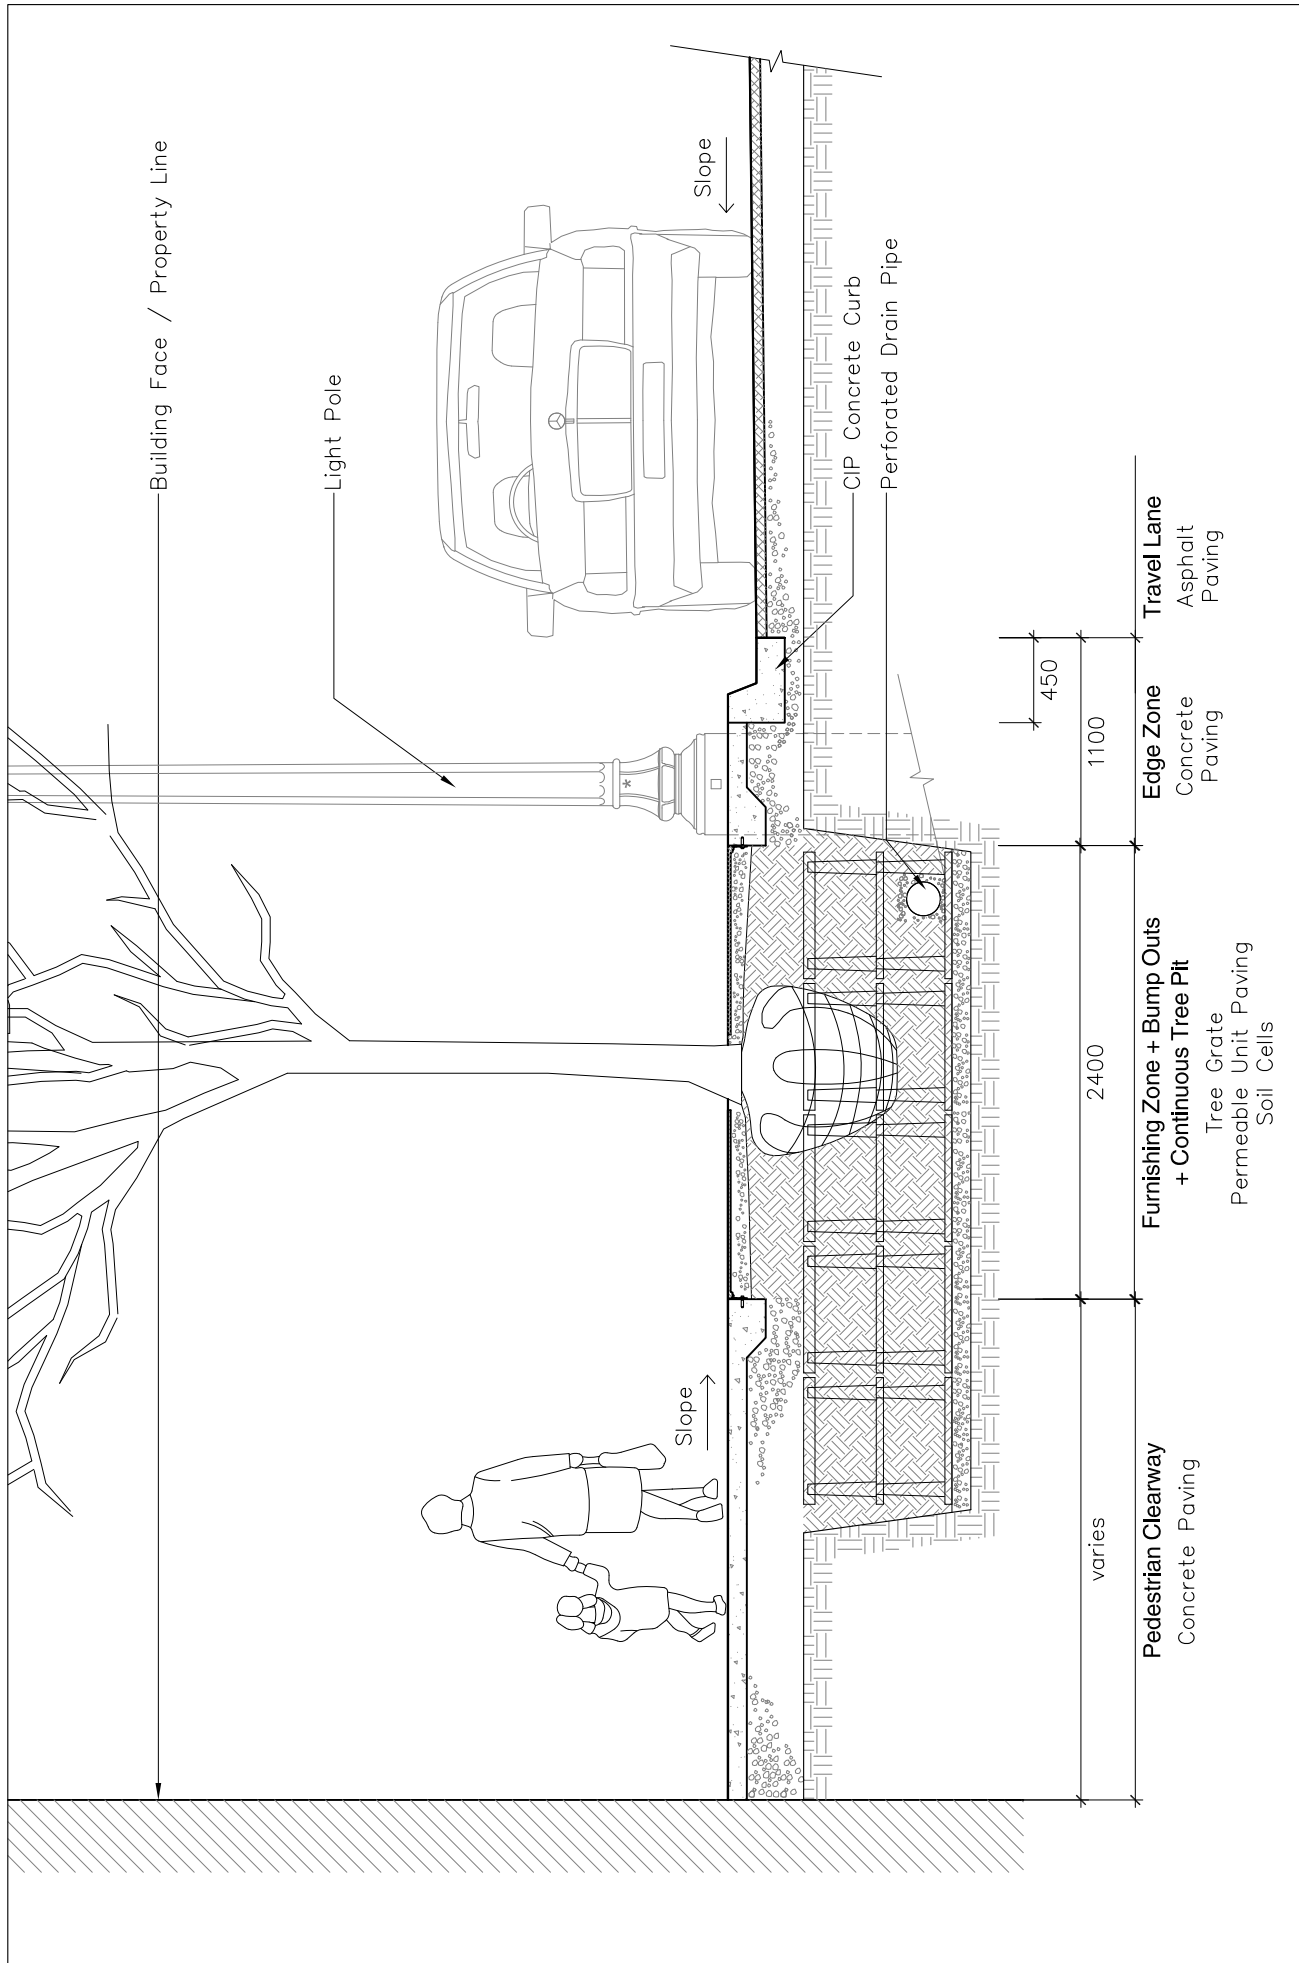 Building Face / Property Line
Light Pole
Slope
Slope
CIP Concrete Curb
Perforated Drain Pipe
450
varies
2400
1100
Pedestrian Clearway
Concrete Paving
Furnishing Zone + Bump Outs
+ Continuous Tree Pit
Tree Grate
Permeable Unit Paving
Soil Cells
Edge Zone
Concrete
Paving
Travel Lane
Asphalt
Paving